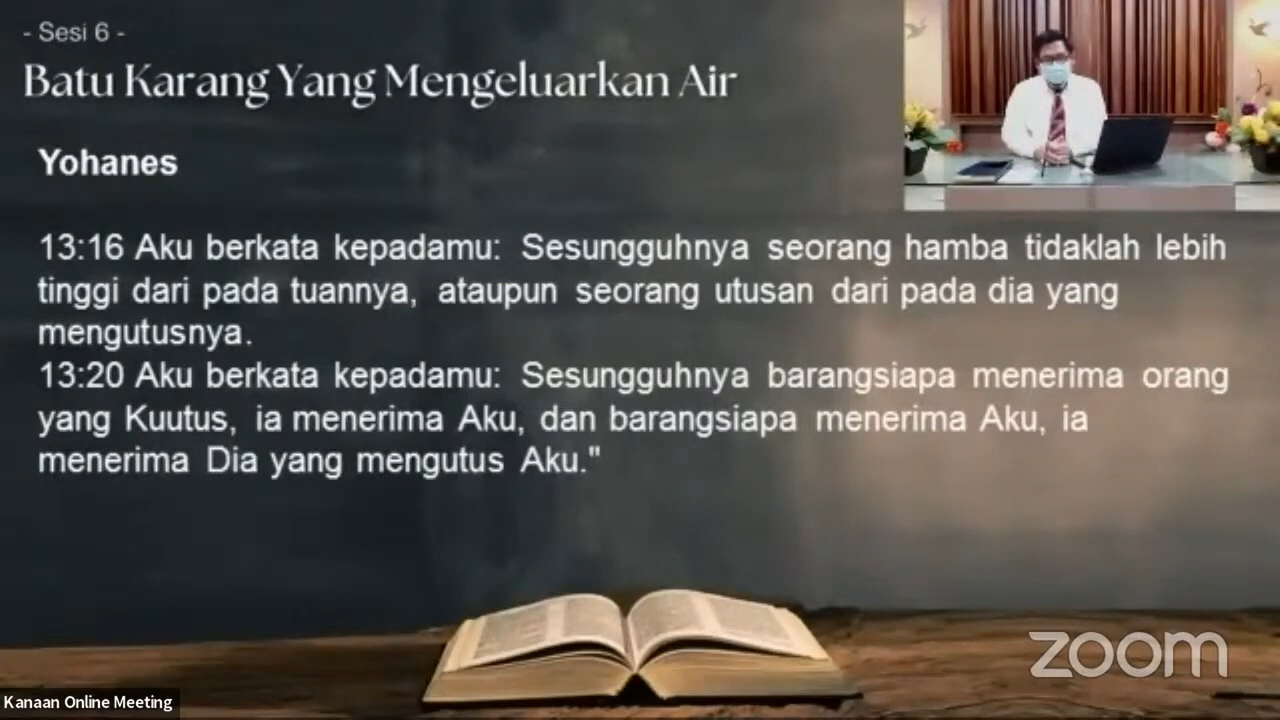 - Sesi 6 -
Batu Karang Yang Mengeluarkan Air
Yohanes
13:16 Aku berkata kepadamu: Sesungguhnya seorang hamba tidaklah lebih
tinggi dari pada tuannya, ataupun seorang utusan dari pada dia yang
mengutusnya.
13:20 Aku berkata kepadamu: Sesungguhnya barangsiapa menerima orang
yang Kuutus, ia menerima Aku, dan barangsiapa menerima Aku, ia
menerima Dia yang mengutus Aku."
zoom
Kanaan Online Meeting